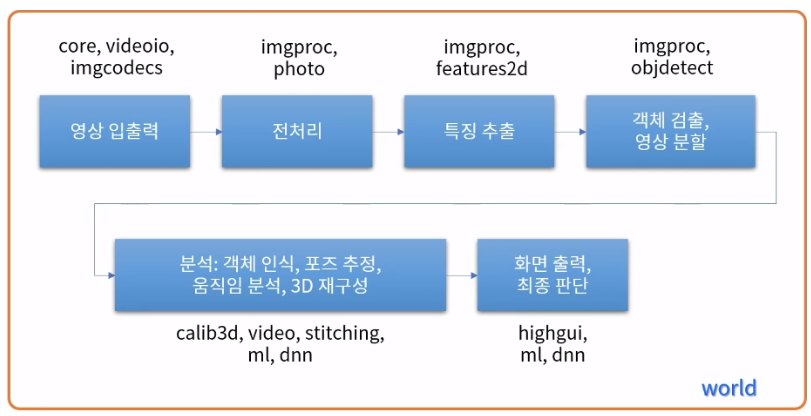 core, videoio,
imgcodecs
imgproc,
photo
imgproc,
features2d
imgproc,
objdetect
영상 입출력
전처리
특징 추출
객체 검출,
영상 분할
분석: 객체 인식, 포즈 추정,
움직임 분석, 3D 재구성
화면 출력,
최종 판단
calib3d, video, stitching,
ml, dnn
highgui,
ml, dnn
world